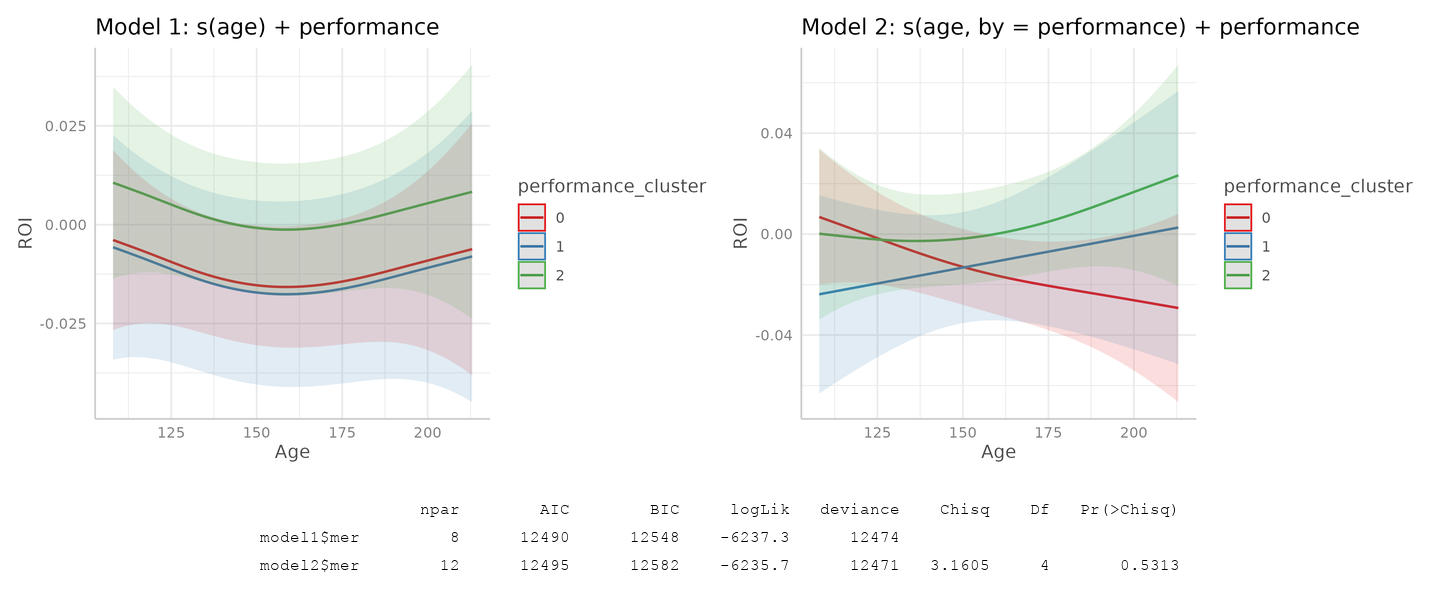 Model 1: s(age) + performance
ROI
0.025
0.000
-0.025
125 150 175 200
Age
performance_cluster
0
1
2
Model 2: s(age, by = performance) + performance
ROI
0.04
0.00
-0.04
125 150 175 200
Age
performance_cluster
0
1
2
npar AIC BIC logLik deviance Chisq Df Pr(>Chisq)
model1$mer 8 12490 12548 -6237.3 12474
model2$mer 12 12495 12582 -6235.7 12471 3.1605 4 0.5313